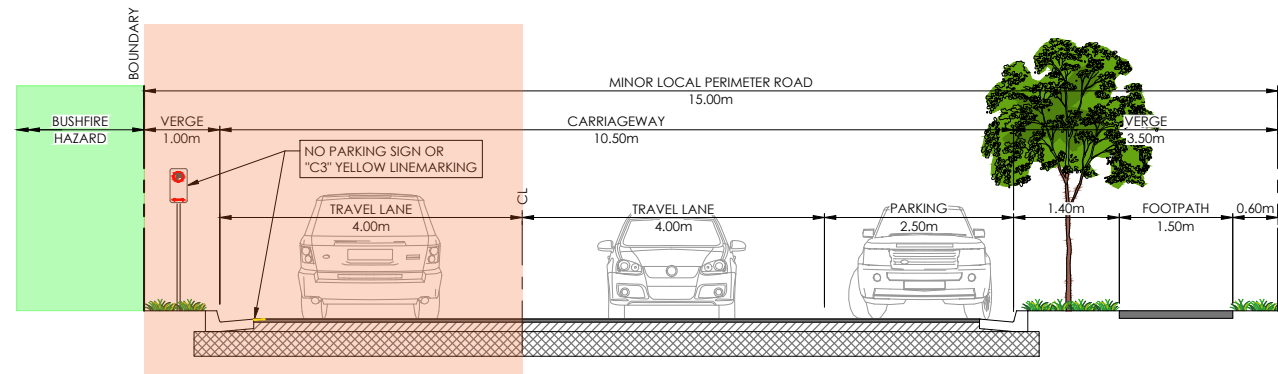 BOUNDARY
MINOR LOCAL PERIMETER ROAD
15.00m
BUSHFIRE
HAZARD
VERGE
1.00m
CARRIAGEWAY
10.50m
VERGE
3.50m
NO PARKING SIGN OR
"C3" YELLOW LINEMARKING
CL
TRAVEL LANE
4.00m
TRAVEL LANE
4.00m
PARKING
2.50m
1.40m
FOOTPATH
1.50m
0.60m